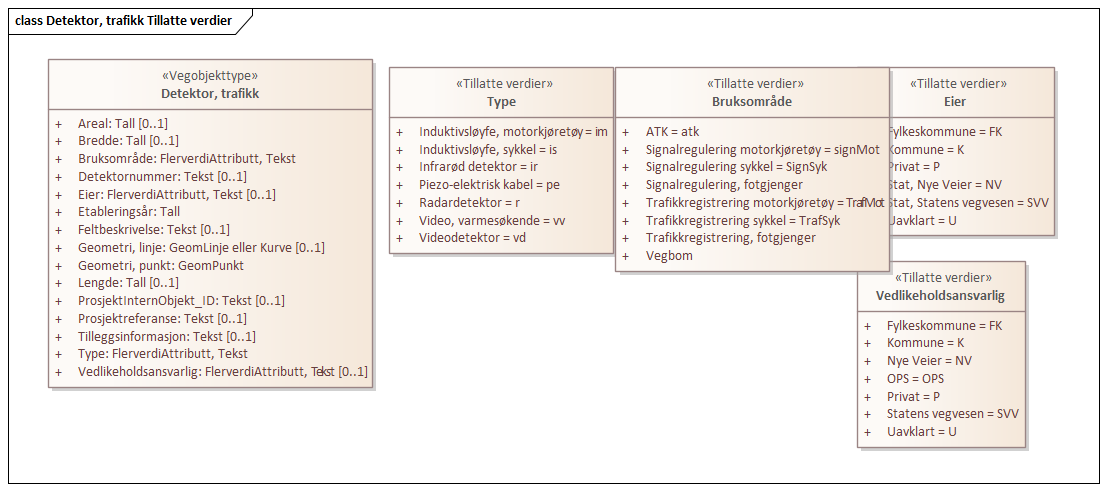 class Detektor, trafikk Tillatte verdier
«Vegobjekttype»
Detektor, trafikk
+ Areal: Tall [0..1]
+ Bredde: Tall [0..1]
+ Bruksområde: FlerverdiAttributt, Tekst
+ Detektornummer: Tekst [0..1]
+ Eier: FlerverdiAttributt, Tekst [0..1]
+ Etableringsår: Tall
+ Feltbeskrivelse: Tekst [0..1]
+ Geometri, linje: GeomLinje eller Kurve [0..1]
+ Geometri, punkt: GeomPunkt
+ Lengde: Tall [0..1]
+ ProsjektInternObjekt_ID: Tekst [0..1]
+ Prosjektreferanse: Tekst [0..1]
+ Tilleggsinformasjon: Tekst [0..1]
+ Type: FlerverdiAttributt, Tekst
+ Vedlikeholdsansvarlig: FlerverdiAttributt, Tekst [0..1]
«Tillatte verdier»
Type
+ Induktivsløyfe, motorkjøretøy = im
+ Induktivsløyfe, sykkel = is
+ Infrarød detektor = ir
+ Piezo-elektrisk kabel = pe
+ Radardetektor = r
+ Video, varmesøkende = vv
+ Videodetektor = vd
«Tillatte verdier»
Bruksområde
+ ATK = atk
+ Signalregulering motorkjøretøy = signMot
+ Signalregulering sykkel = SignSyk
+ Signalregulering, fotgjenger
+ Trafikkregistrering motorkjøretøy = TrafMot
+ Trafikkregistrering sykkel = TrafSyk
+ Trafikkregistrering, fotgjenger
+ Vegbom
«Tillatte verdier»
Eier
Fylkeskommune = FK
Kommune = K
Privat = P
Stat, Nye Veier = NV
Stat, Statens vegvesen = SVV
Uavklart = U
«Tillatte verdier»
Vedlikeholdsansvarlig
+ Fylkeskommune = FK
+ Kommune = K
+ Nye Veier = NV
+ OPS = OPS
+ Privat = P
+ Statens vegvesen = SVV
+ Uavklart = U